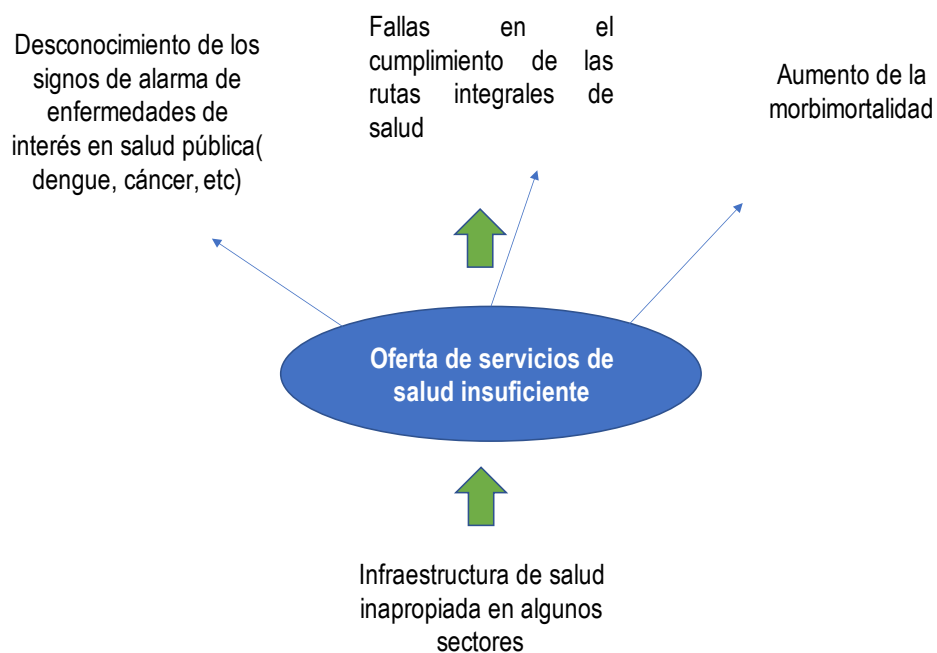 Desconocimiento de los
signos de alarma de
enfermedades de
interés en salud pública(
dengue, cáncer, etc)
Fallas en el
cumplimiento de las
rutas integrales de
salud
Aumento de la
morbimortalidad
Oferta de servicios de
salud insuficiente
Infraestructura de salud
inapropiada en algunos
sectores